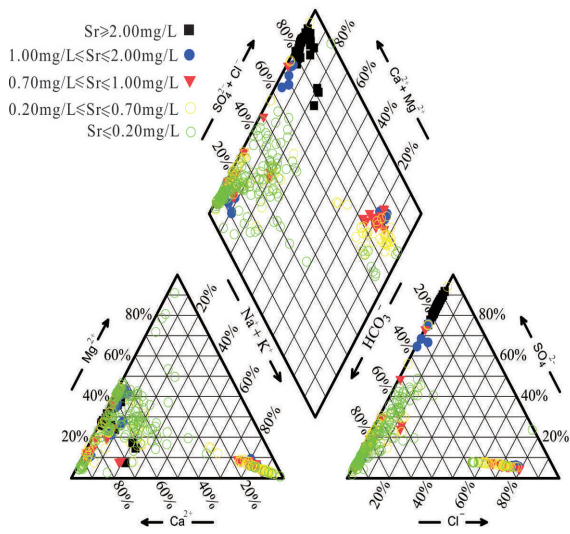 Sr≥2.00mg/L
1.00mg/L≤Sr≤2.00mg/L
0.70mg/L≤Sr≤1.00mg/L
0.20mg/L≤Sr≤0.70mg/L
Sr≤0.20mg/L
SO₄²⁻+Cl⁻
Ca²⁺+Mg²⁺
80%
60%
40%
20%
80%
60%
40%
20%
Mg²⁺
80%
60%
40%
20%
20%
40%
60%
80%
Na⁺+K⁺
80%
60%
40%
20%
Ca²⁺
HCO₃⁻
20%
40%
60%
80%
SO₄²⁻
80%
60%
40%
20%
20%
40%
60%
80%
Cl⁻